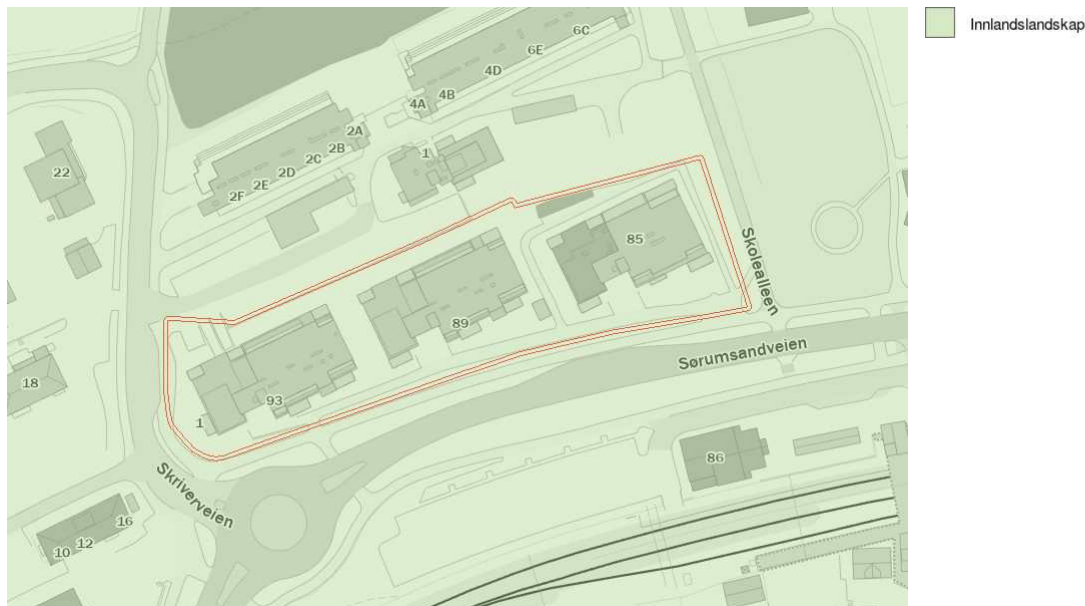 Innlandslandskap
6C
6E
4D
4B
4A
2A
2B
2C
2D
2E
2F
1
22
85
Skolealleen
89
Sørumsandveien
18
93
1
86
Skriverveien
16
12
10